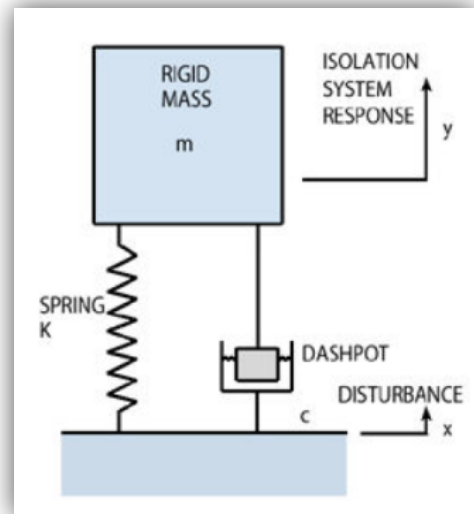 RIGID
MASS
m
ISOLATION
SYSTEM
RESPONSE
y
SPRING
K
DASHPOT
DISTURBANCE
c
x